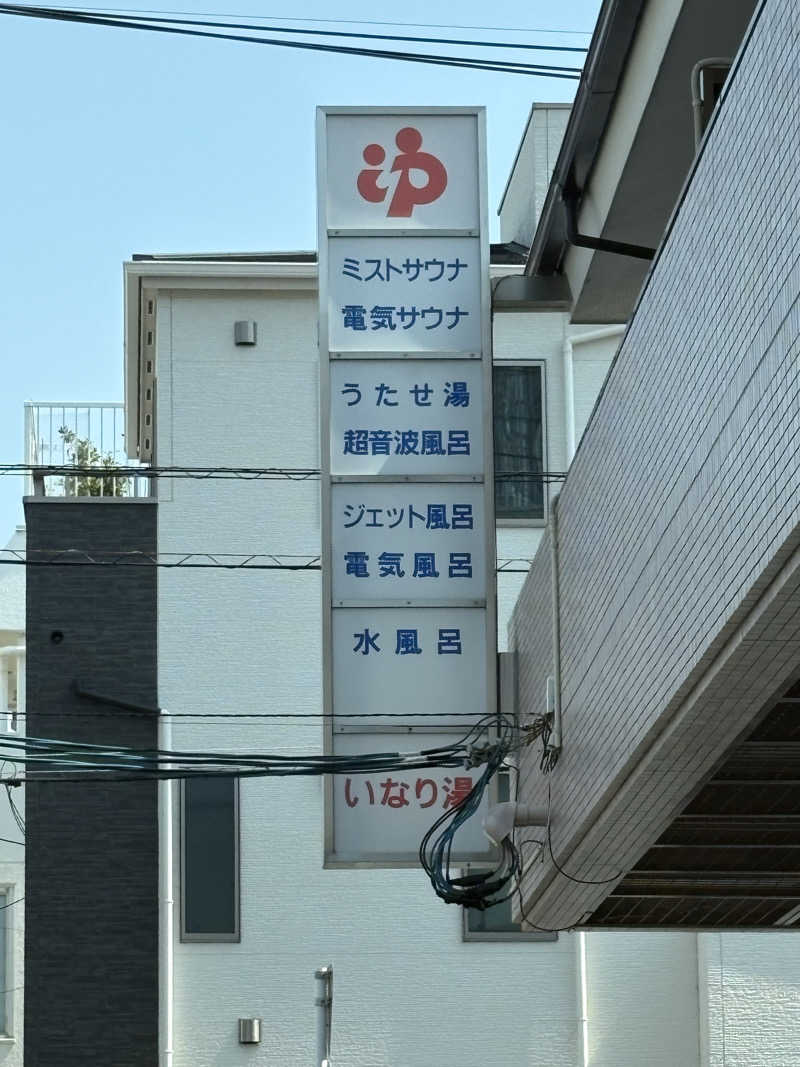 ゆ
ミストサウナ
電気サウナ
うたせ湯
超音波風呂
ジェット風呂
電気風呂
水風呂
いなり湯